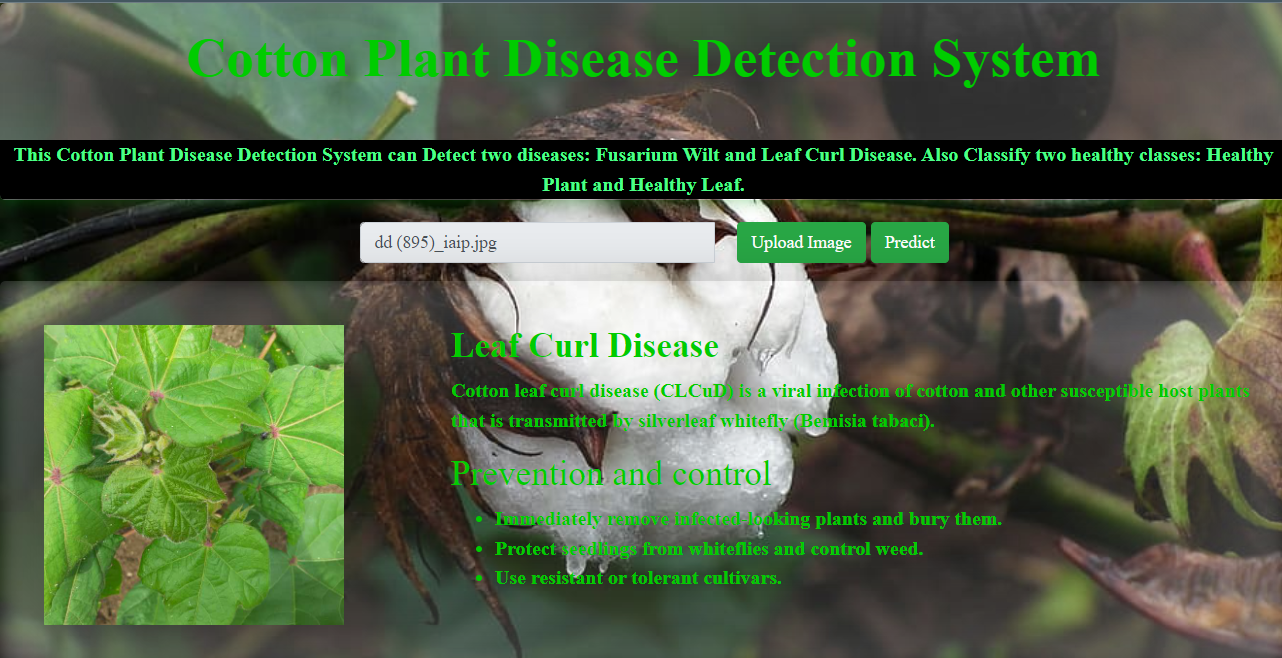 Cotton Plant Disease Detection System
This Cotton Plant Disease Detection System can Detect two diseases: Fusarium Wilt and Leaf Curl Disease. Also Classify two healthy classes: Healthy
Plant and Healthy Leaf.
dd (895)_iaip.jpg
Upload Image
Predict
Leaf Curl Disease
Cotton leaf curl disease (CLCuD) is a viral infection of cotton and other susceptible host plants
that is transmitted by silverleaf whitefly (Bemisia tabaci).
Prevention and control
• Immediately remove infected-looking plants and bury them.
• Protect seedlings from whiteflies and control weed.
• Use resistant or tolerant cultivars.